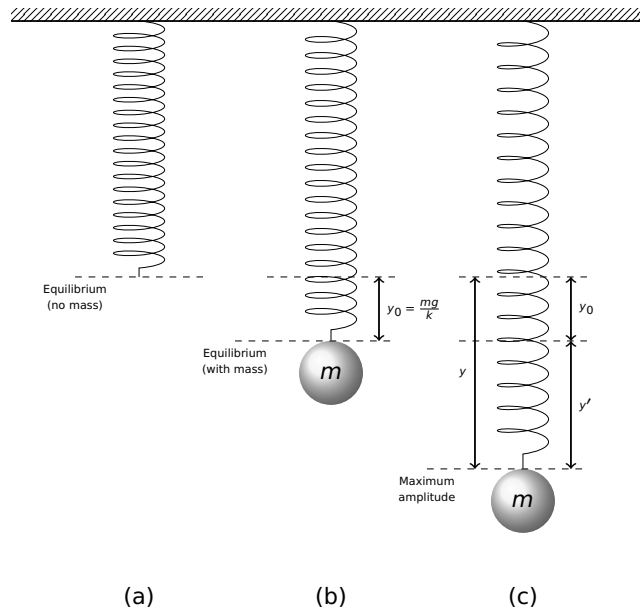 Equilibrium
(no mass)
Equilibrium
(with mass)
y₀ = mg/k
m
y₀
y
y′
Maximum
amplitude
m
(a)
(b)
(c)